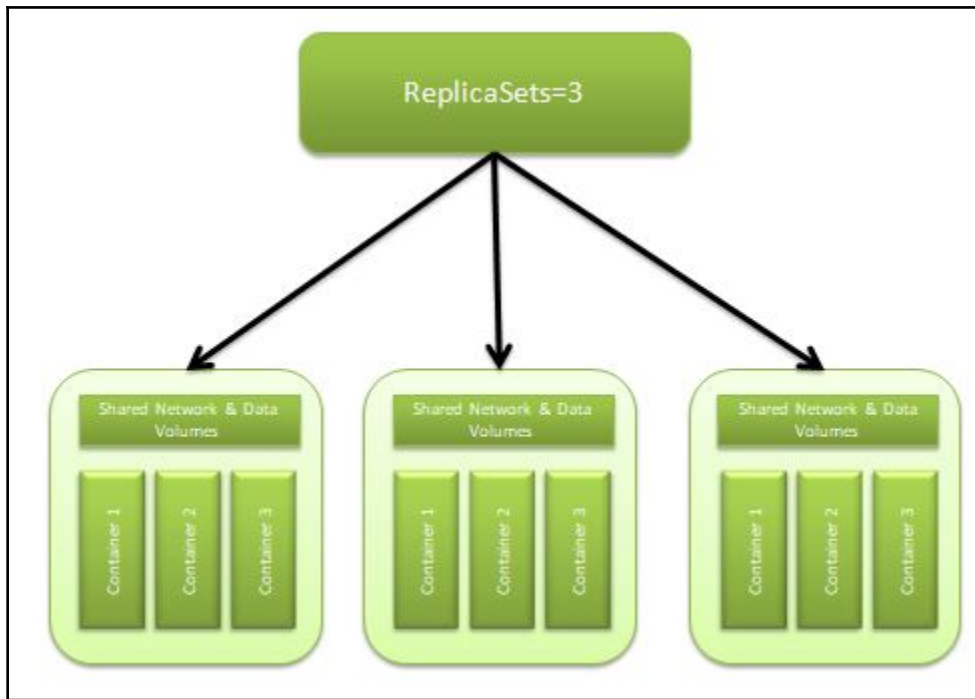 ReplicaSets=3
Shared Network & Data
Volumes
Container 1
Container 2
Container 3
Shared Network & Data
Volumes
Container 1
Container 2
Container 3
Shared Network & Data
Volumes
Container 1
Container 2
Container 3